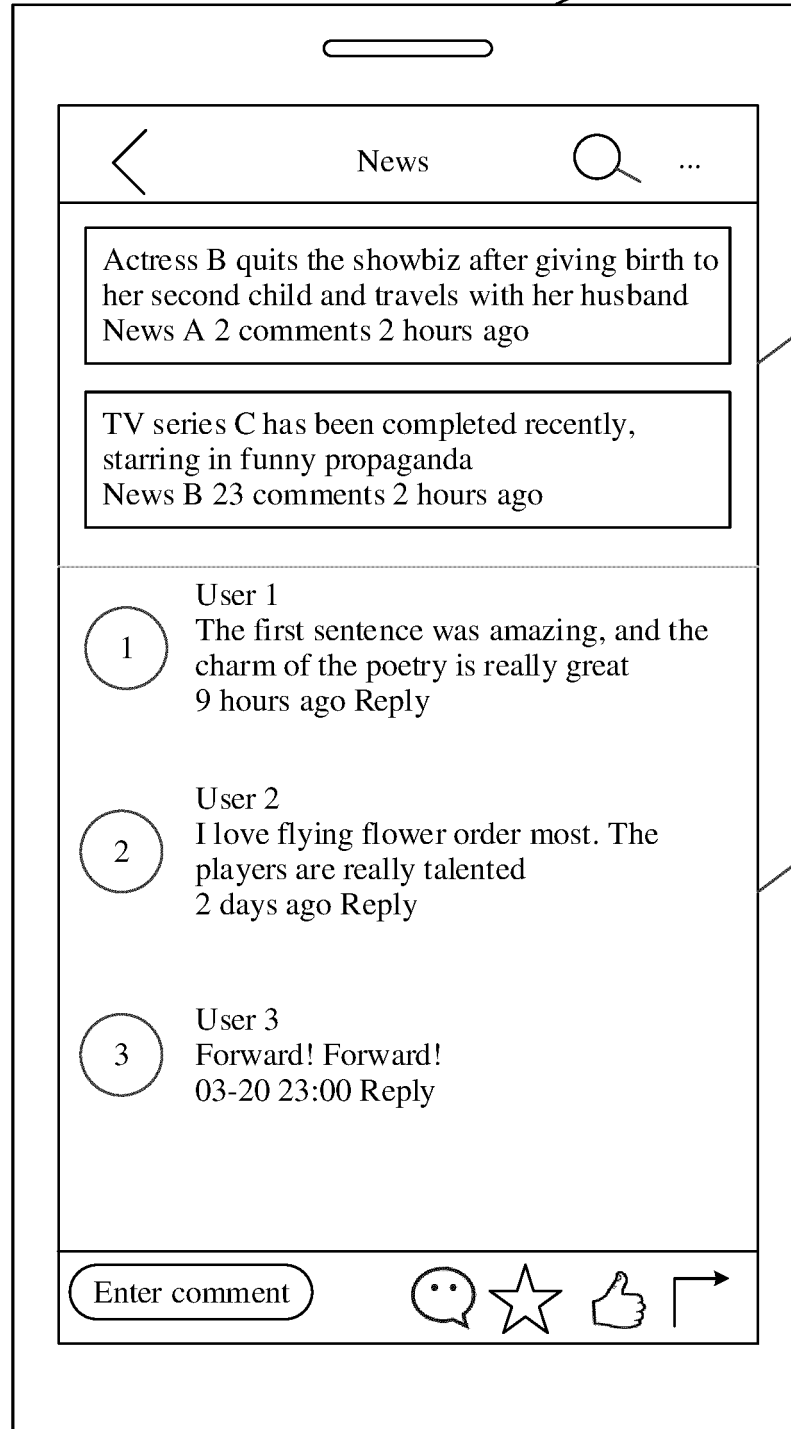 News
...
Actress B quits the showbiz after giving birth to
her second child and travels with her husband
News A 2 comments 2 hours ago
TV series C has been completed recently,
starring in funny propaganda
News B 23 comments 2 hours ago
User 1
1
The first sentence was amazing, and the
charm of the poetry is really great
9 hours ago Reply
User 2
2
I love flying flower order most. The
players are really talented
2 days ago Reply
User 3
3
Forward! Forward!
03-20 23:00 Reply
Enter comment